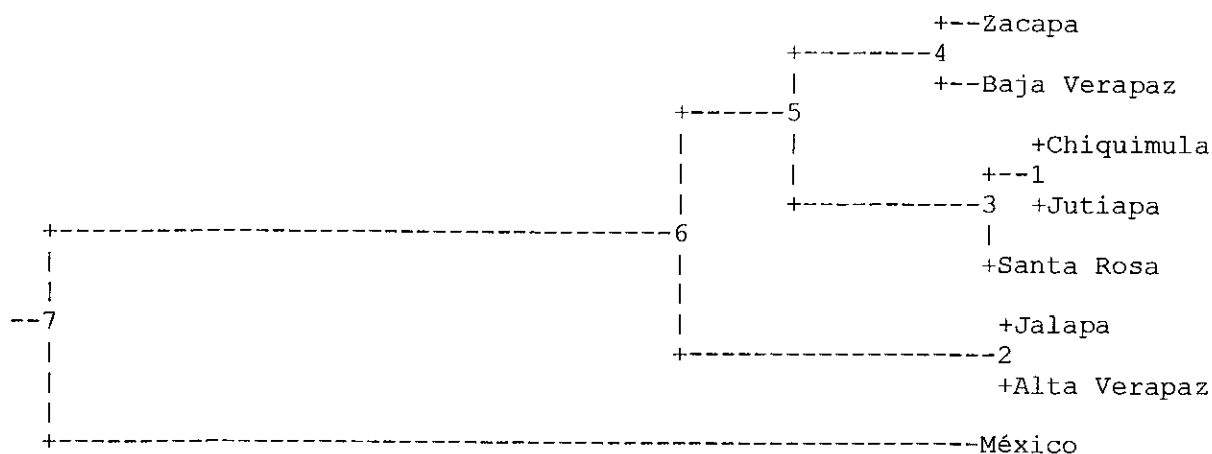 +--Zacapa
+--------4
+--Baja Verapaz
+------5
+Chiquimula
+--1
+----------3 +Jutiapa
+---------------------------------6
+Santa Rosa
--7
+Jalapa
+-----------------2
+Alta Verapaz
+-------------------------------------------------México